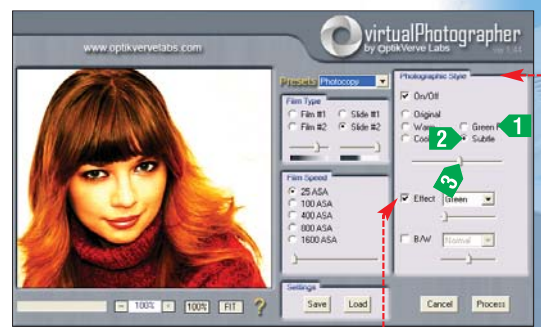 www.optikvervelabs.com
virtualPhotographer
by OptikVerve Labs
Presets Photocopy
Film Type
Film #1 Slide #1
Film #2 Slide #2
Film Speed
25 ASA
100 ASA
400 ASA
800 ASA
1600 ASA
Settings
Save Load
Photographic Style
On/Off
Original
Green
Subtle
1
2
3
Effect Green
B/W Normal
Cancel Process
100% 100% FIT ?